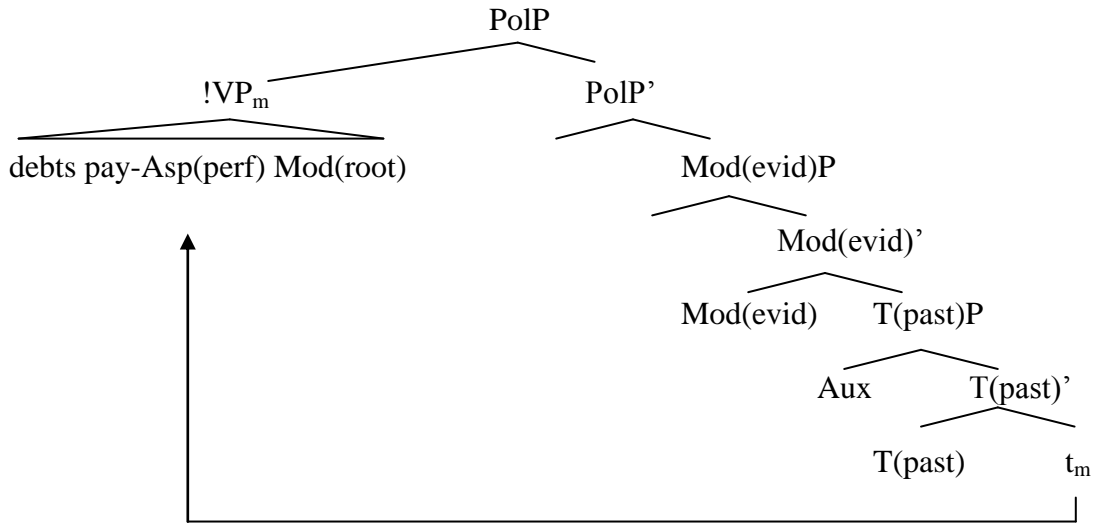 PolP
!VPm PolP’
debts pay-Asp(perf) Mod(root) Mod(evid)P
Mod(evid)’
Mod(evid) T(past)P
Aux T(past)’
T(past) tm